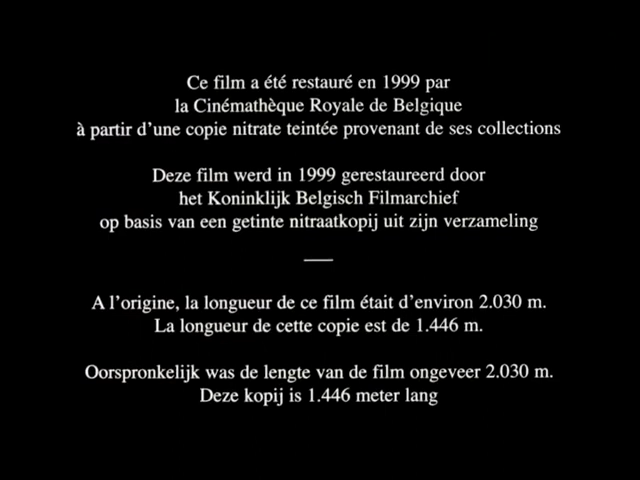 Ce film a été restauré en 1999 par
la Cinémathèque Royale de Belgique
à partir d'une copie nitrate teintée provenant de ses collections
Deze film werd in 1999 gerestaureerd door
het Koninklijk Belgisch Filmarchief
op basis van een getinte nitraatkopij uit zijn verzameling
A l'origine, la longueur de ce film était d'environ 2.030 m.
La longueur de cette copie est de 1.446 m.
Oorspronkelijk was de lengte van de film ongeveer 2.030 m.
Deze kopij is 1.446 meter lang